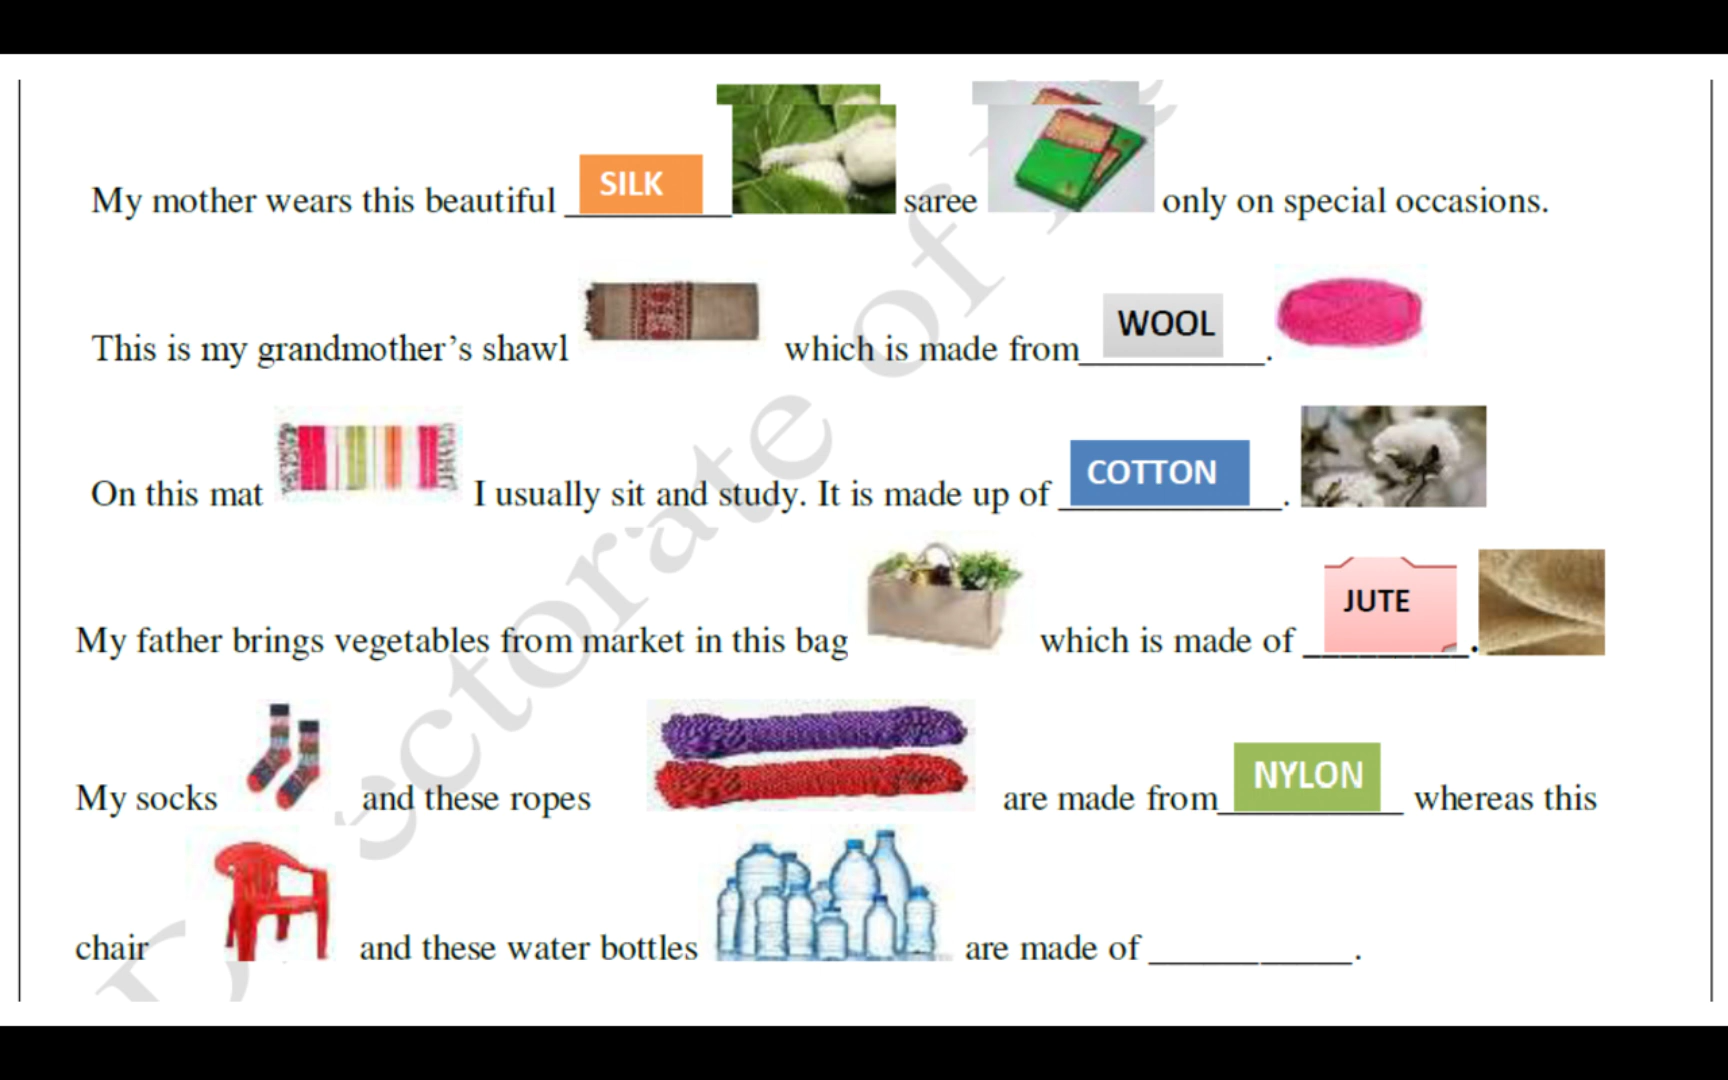 My mother wears this beautiful SILK saree only on special occasions.
This is my grandmother’s shawl which is made from WOOL.
On this mat I usually sit and study. It is made up of COTTON.
My father brings vegetables from market in this bag which is made of JUTE.
My socks and these ropes are made from NYLON whereas this
chair and these water bottles are made of ___________.